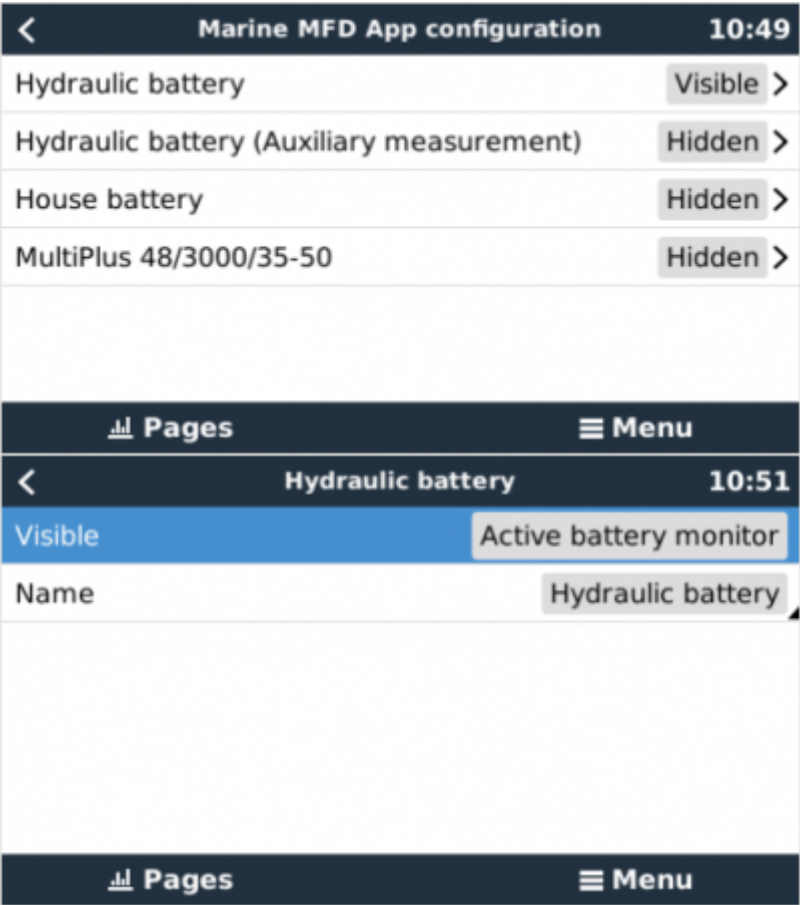 Marine MFD App configuration 10:49
Hydraulic battery Visible
Hydraulic battery (Auxiliary measurement) Hidden
House battery Hidden
MultiPlus 48/3000/35-50 Hidden
Pages Menu
Hydraulic battery 10:51
Visible Active battery monitor
Name Hydraulic battery
Pages Menu